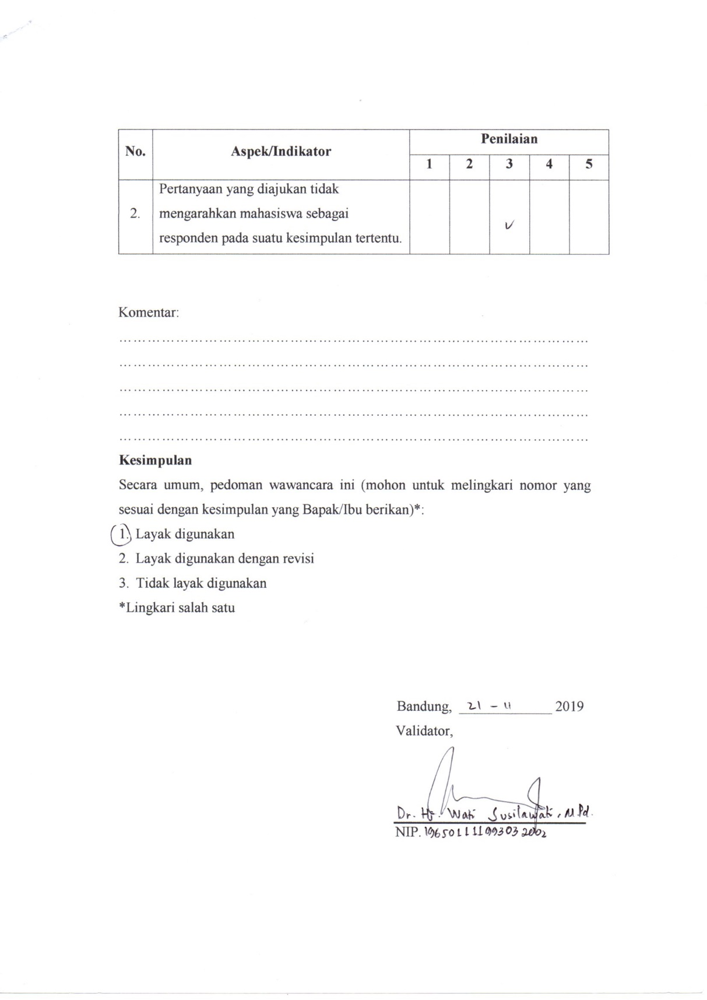 No. Aspek/Indikator Penilaian
1 2 3 4 5
Pertanyaan yang diajukan tidak
2. mengarahkan mahasiswa sebagai
responden pada suatu kesimpulan tertentu.
Komentar:
Kesimpulan
Secara umum, pedoman wawancara ini (mohon untuk melingkari nomor yang
sesuai dengan kesimpulan yang Bapak/Ibu berikan)*:
1. Layak digunakan
2. Layak digunakan dengan revisi
3. Tidak layak digunakan
*Lingkari salah satu
Bandung, 21 - 11 2019
Validator,
Dr. Hj. Wati Susilawati, M.Pd.
NIP. 196501111993032002